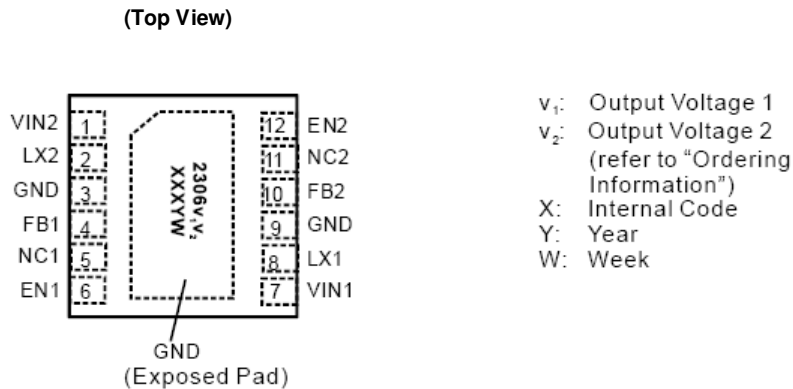 (Top View)
VIN2 1
LX2 2
GND 3
FB1 4
NC1 5
EN1 6
12 EN2
11 NC2
10 FB2
9 GND
8 LX1
7 VIN1
2306v₁v₂
XXXYW
GND
(Exposed Pad)
v₁: Output Voltage 1
v₂: Output Voltage 2
(refer to “Ordering
Information”)
X: Internal Code
Y: Year
W: Week